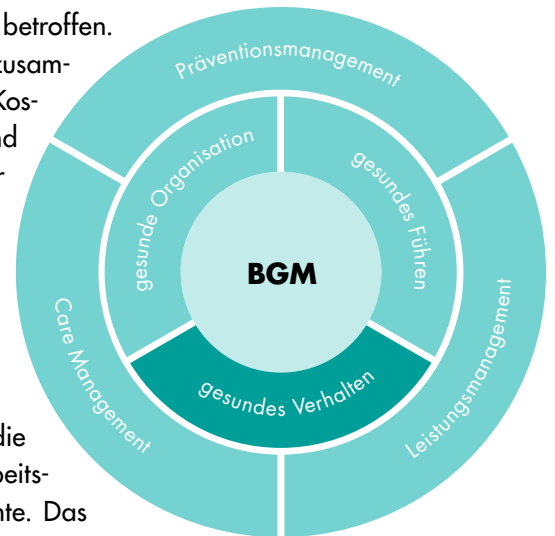 betroffen.
zusam-
Kos-
nd
r
Präventionsmanagement
gesunde Organisation
gesundes Führen
BGM
gesundes Verhalten
Care Management
Leistungsmanagement
die
beits-
nte. Das